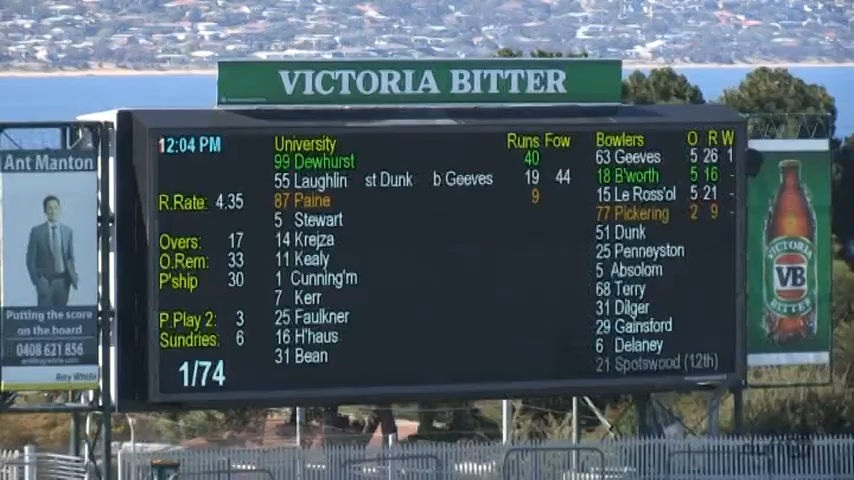 VICTORIA BITTER
12:04 PM University Runs Fow Bowlers O R W
99 Dewhurst 40 63 Geeves 5 26 1
55 Laughlin st Dunk b Geeves 19 44 18 B'worth 5 16 -
R.Rate: 4.35 87 Paine 9 15 Le Ross'ol 5 21 -
5 Stewart 77 Pickering 2 9 -
Overs: 17 14 Krejza 51 Dunk
O.Rem: 33 11 Kealy 25 Penneyston
P'ship 30 1 Cunning'm 5 Absolom
7 Kerr 68 Terry
P.Play 2: 3 25 Faulkner 31 Dilger
Sundries: 6 16 H'haus 29 Gainsford
31 Bean 6 Delaney
1/74 21 Spotswood (12th)
Ant Manton
Putting the score
on the board
0408 621 856
Ray White
VICTORIA
VB
BITTER